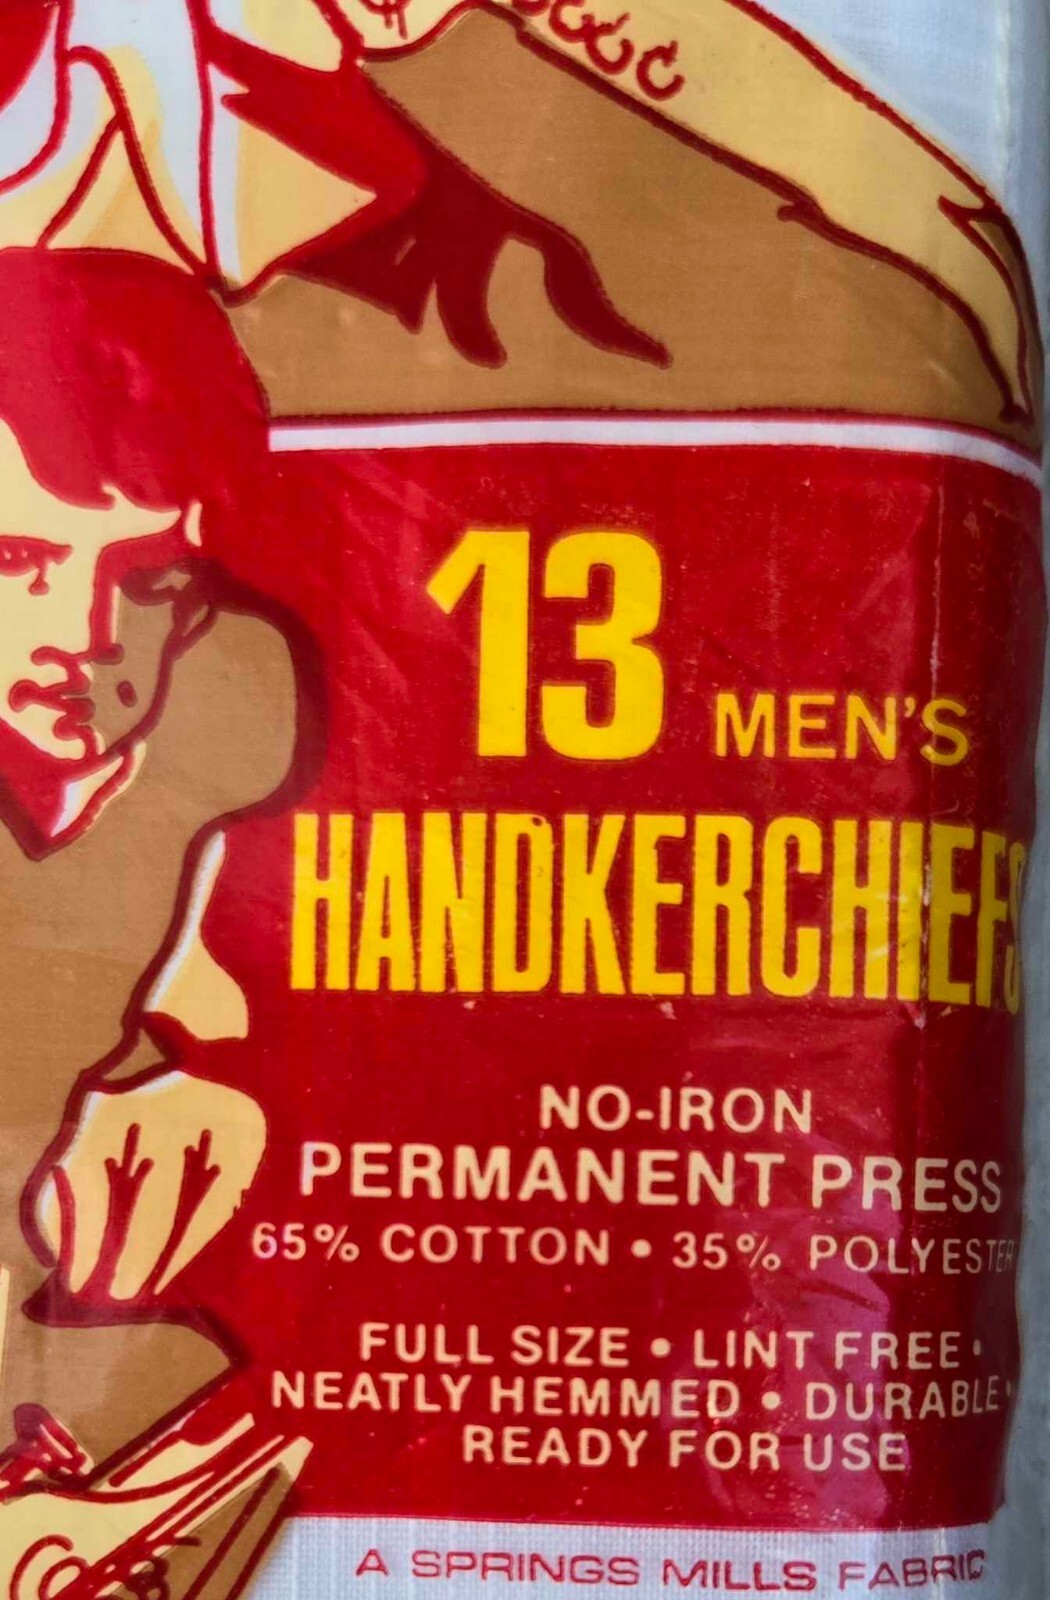 13 MEN'S
HANDKERCHIEFS
NO-IRON
PERMANENT PRESS
65% COTTON • 35% POLYESTER
FULL SIZE • LINT FREE •
NEATLY HEMMED • DURABLE •
READY FOR USE
A SPRINGS MILLS FABRIC